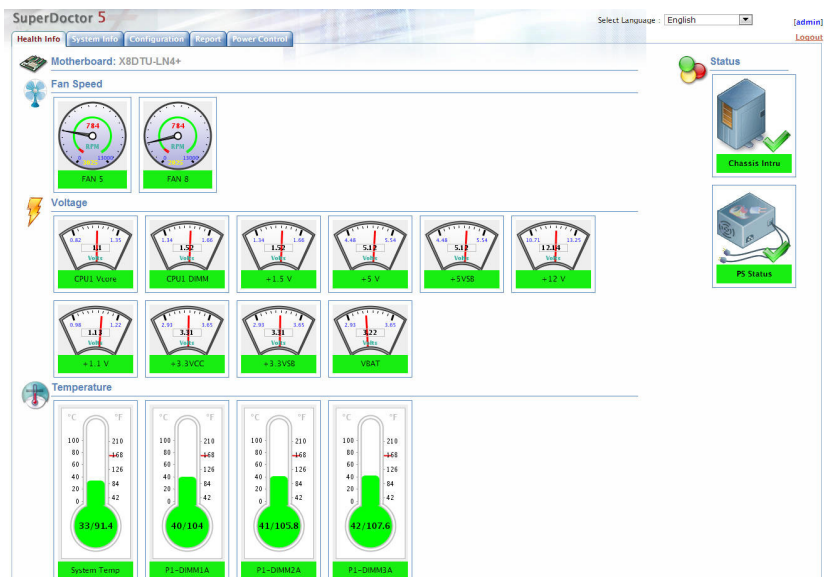 SuperDoctor 5
Select Language : English
[admin]
Health Info System Info Configuration Report Power Control
Logout
Motherboard: X8DTU-LN4+
Status
Fan Speed
784 784
RPM RPM
0 13000 0 13000
FAN 5 FAN 8
Chassis Intru
Voltage
0.82 1.35 1.34 1.66 1.34 1.66 4.48 5.54 4.48 5.54 10.71 13.25
1.1 1.52 1.52 5.12 5.12 12.14
Volts Volts Volts Volts Volts Volts
CPU1 Vcore CPU1 DIMM +1.5 V +5 V +5VSB +12 V
PS Status
0.98 1.22 2.93 3.65 2.93 3.65 2.93 3.65
1.13 3.31 3.31 3.22
Volts Volts Volts Volts
+1.1 V +3.3VCC +3.3VSB VBAT
Temperature
°C °F °C °F °C °F °C °F
100 210 100 210 100 210 100 210
80 168 80 168 80 168 80 168
60 126 60 126 60 126 60 126
40 84 40 84 40 84 40 84
20 42 20 42 20 42 20 42
0 0 0 0
33/91.4 40/104 41/105.8 42/107.6
System Temp P1-DIMM1A P1-DIMM2A P1-DIMM3A